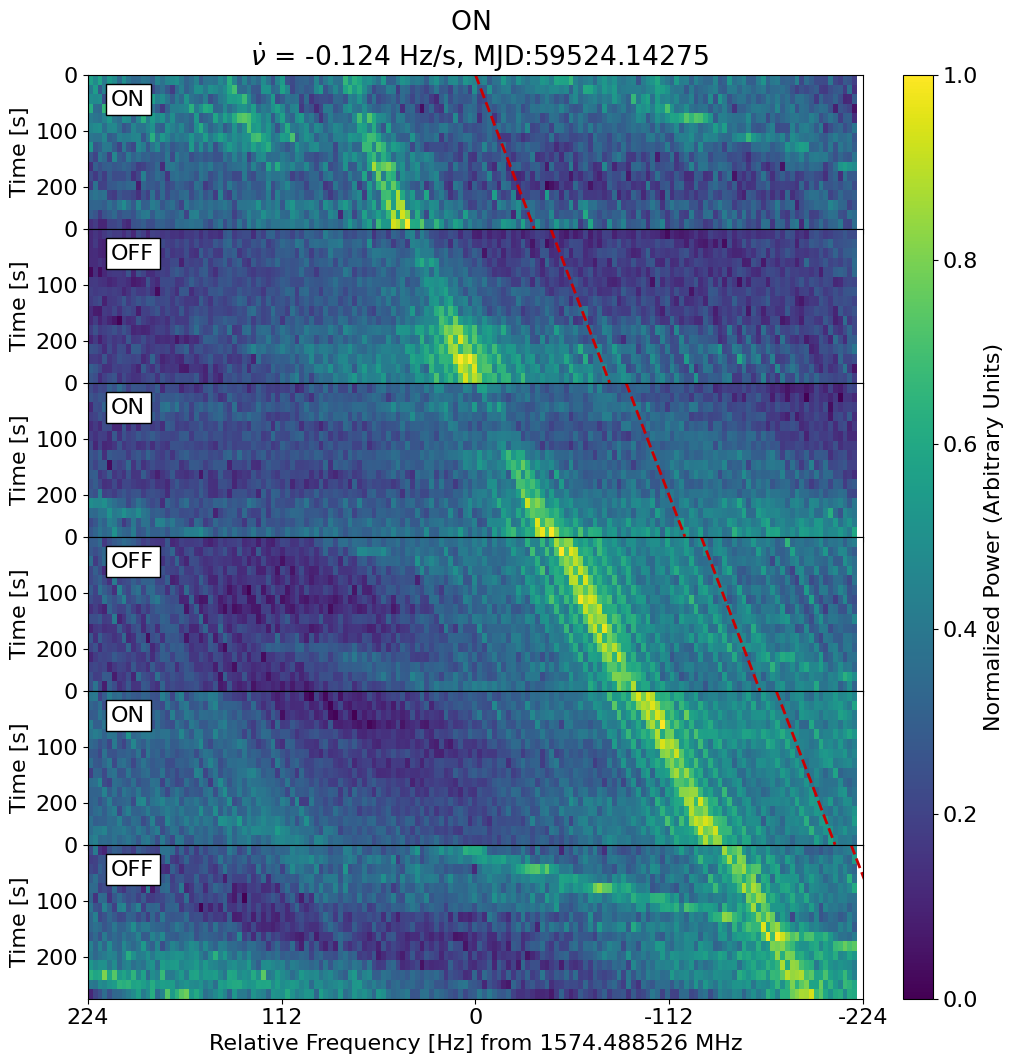 ON
ν̇ = -0.124 Hz/s, MJD:59524.14275
0
100
200
Time [s]
ON
0
100
200
Time [s]
OFF
0
100
200
Time [s]
ON
0
100
200
Time [s]
OFF
0
100
200
Time [s]
ON
0
100
200
Time [s]
OFF
224 112 0 -112 -224
Relative Frequency [Hz] from 1574.488526 MHz
1.0
0.8
0.6
0.4
0.2
0.0
Normalized Power (Arbitrary Units)